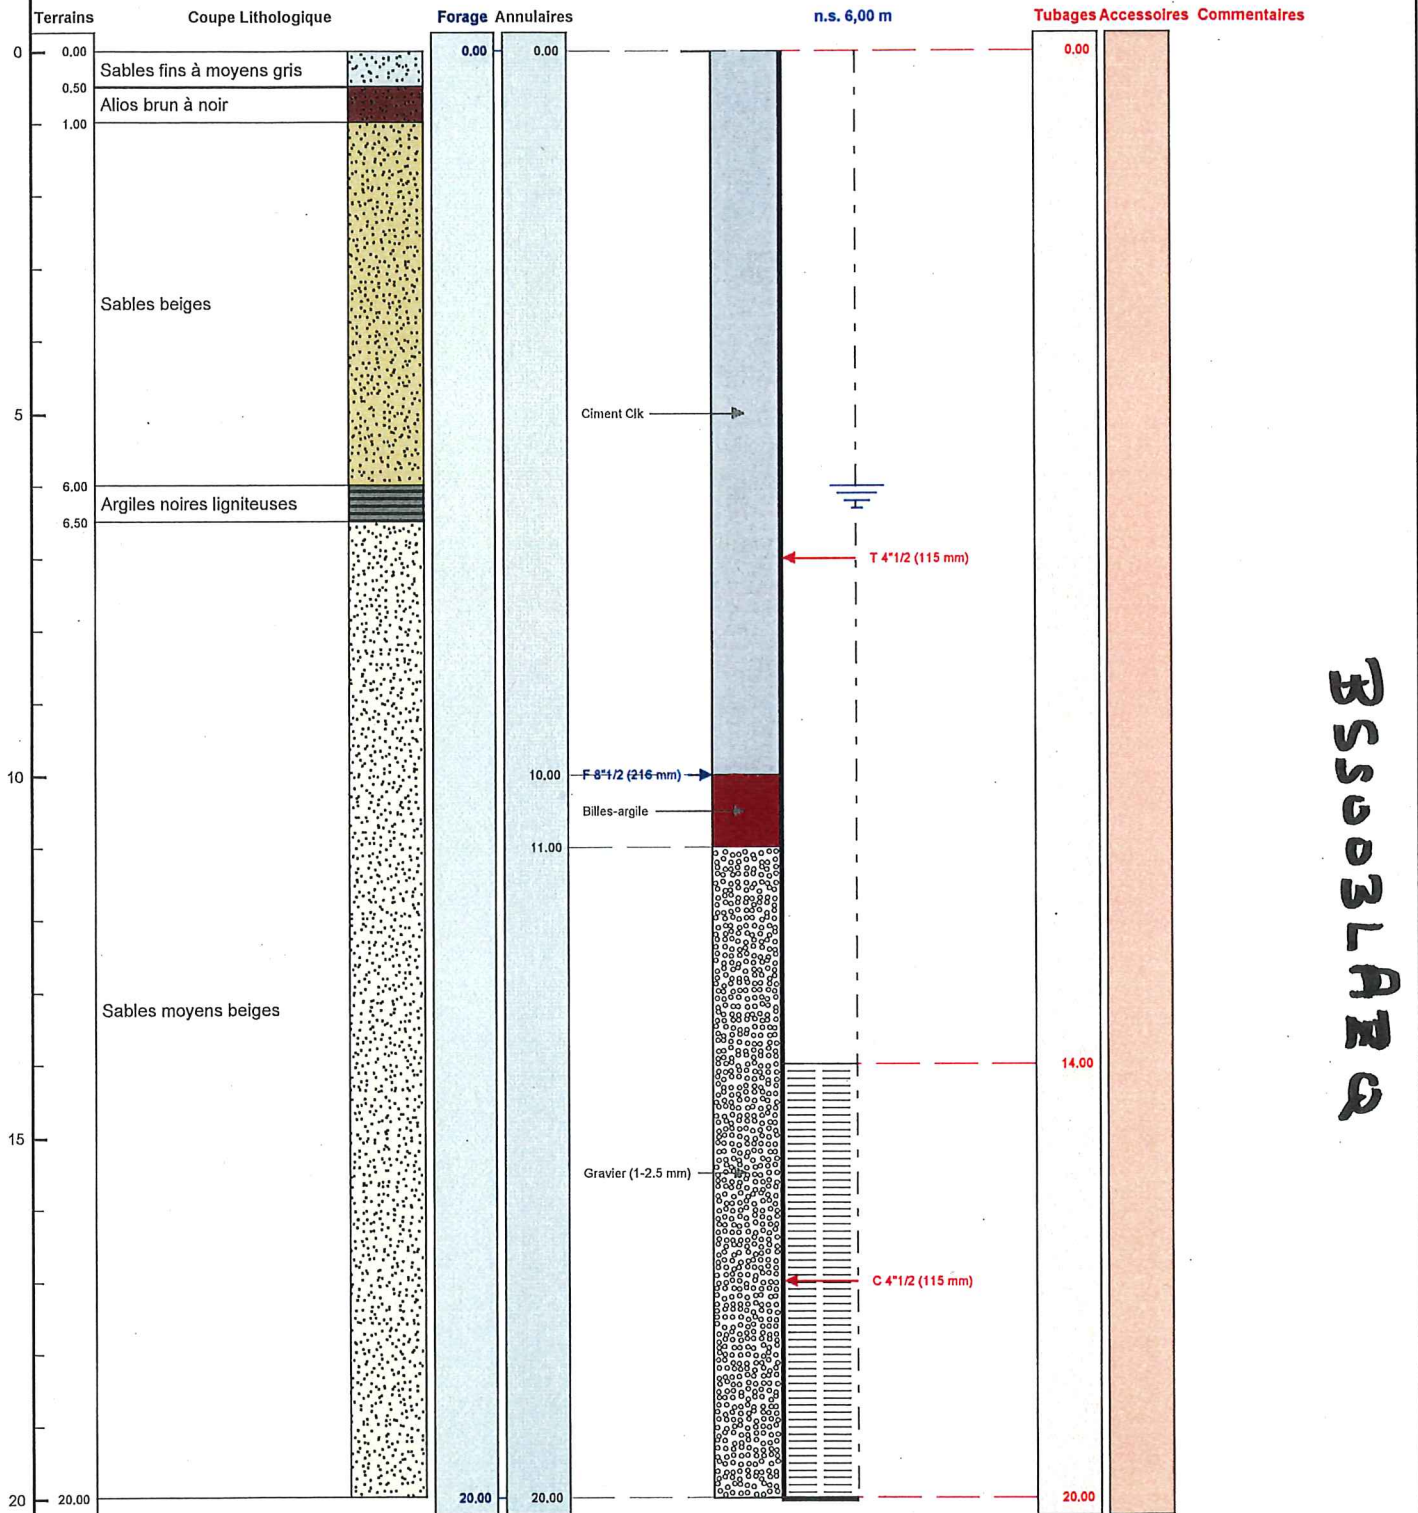 Terrains Coupe Lithologique Forage Annulaires n.s. 6,00 m Tubages Accessoires Commentaires
0 0.00 0.00 0.00 0.00
Sables fins à moyens gris
0.50
Alios brun à noir
1.00
Sables beiges
5 Ciment Clk
6.00
Argiles noires ligniteuses
6.50
T 4"1/2 (115 mm)
10 10.00 F 8"1/2 (216 mm)
Billes-argile
11.00
Sables moyens beiges
14.00
15
Gravier (1-2.5 mm)
C 4"1/2 (115 mm)
20 20.00 20.00 20.00 20.00
BSS003LAZQ